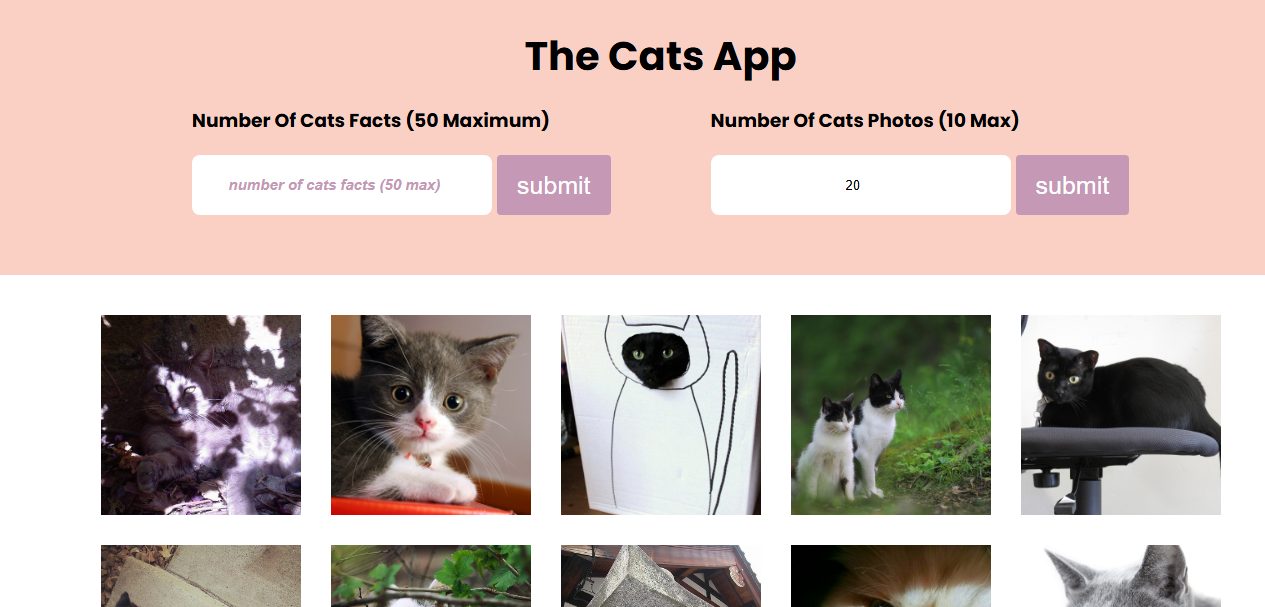 The Cats App
Number Of Cats Facts (50 Maximum)
number of cats facts (50 max)
submit
Number Of Cats Photos (10 Max)
20
submit